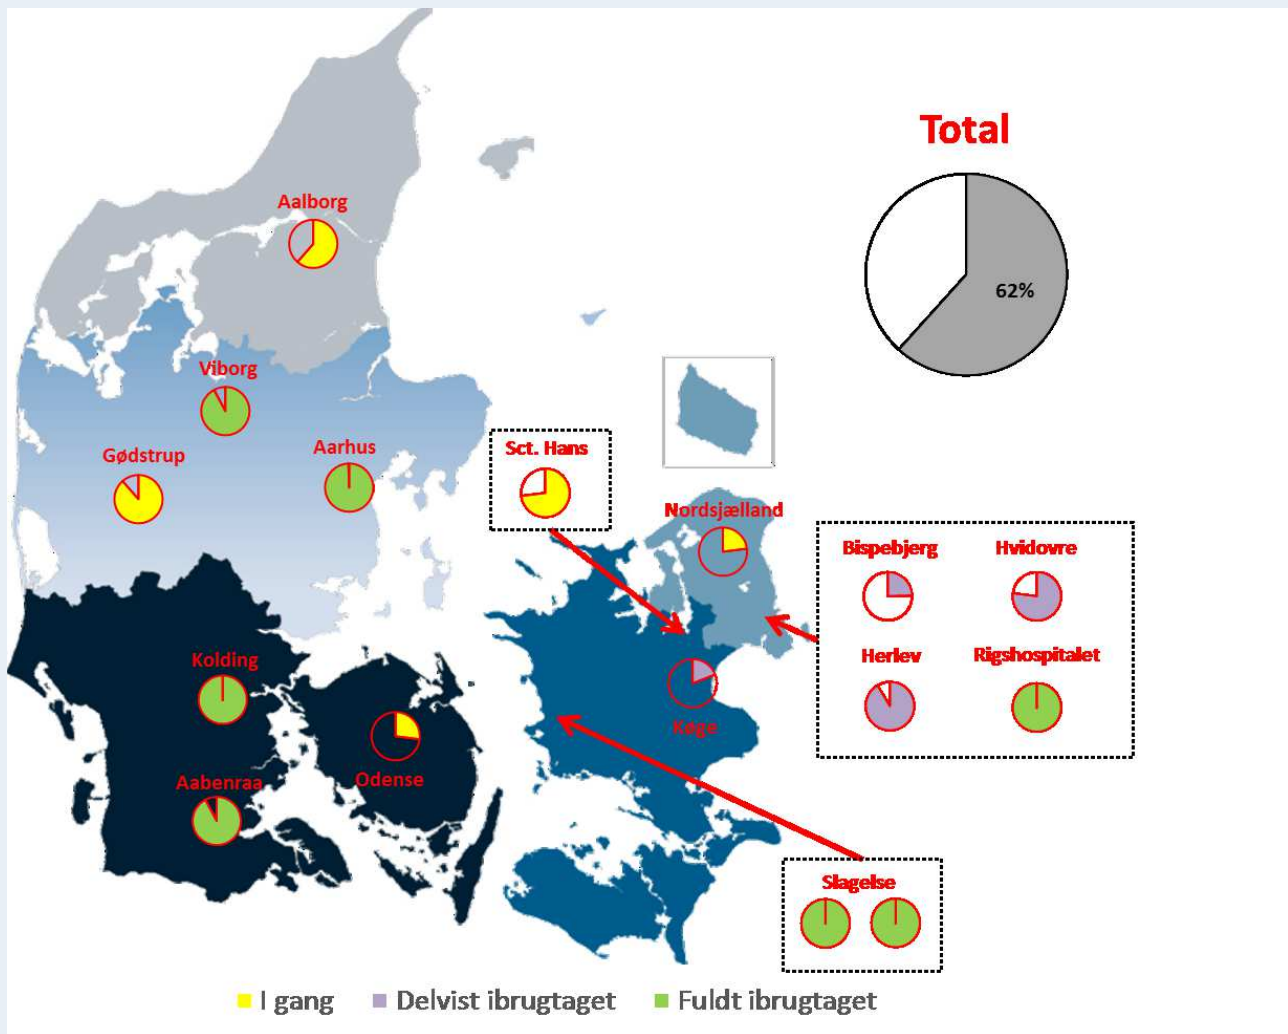 Total
62%
Aalborg
Viborg
Aarhus
Gødstrup
Sct. Hans
Nordsjælland
Bispebjerg
Hvidovre
Herlev
Rigshospitalet
Kolding
Køge
Odense
Aabenraa
Slagelse
I gang
Delvist ibrugtaget
Fuldt ibrugtaget